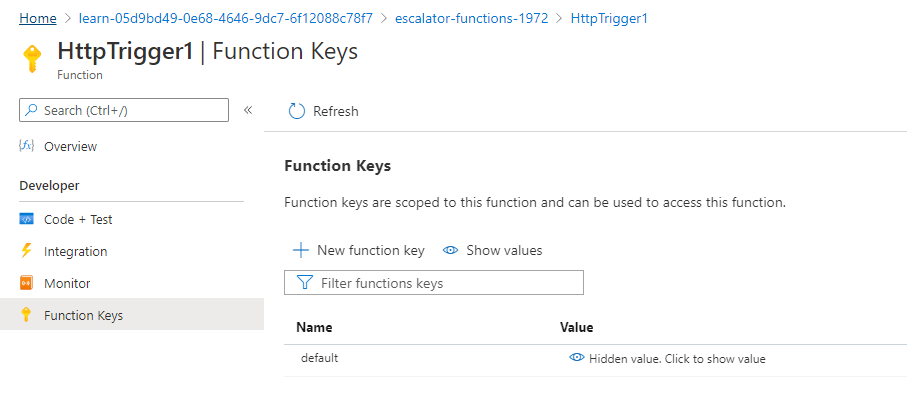 Home > learn-05d9bd49-0e68-4646-9dc7-6f12088c78f7 > escalator-functions-1972 > HttpTrigger1
HttpTrigger1 | Function Keys
Function
Search (Ctrl+/)
«
Refresh
{fx} Overview
Developer
Code + Test
Integration
Monitor
Function Keys
Function Keys
Function keys are scoped to this function and can be used to access this function.
New function key Show values
Filter functions keys
Name Value
default Hidden value. Click to show value